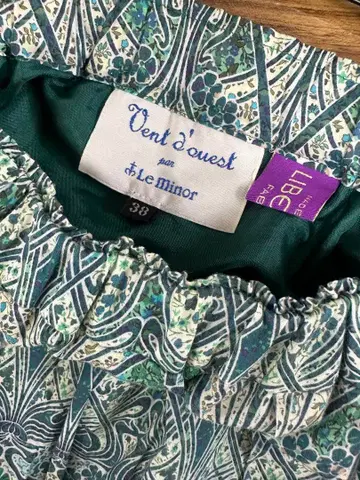 Vent d'ouest
par
Le minor
38
LIBE
FAB